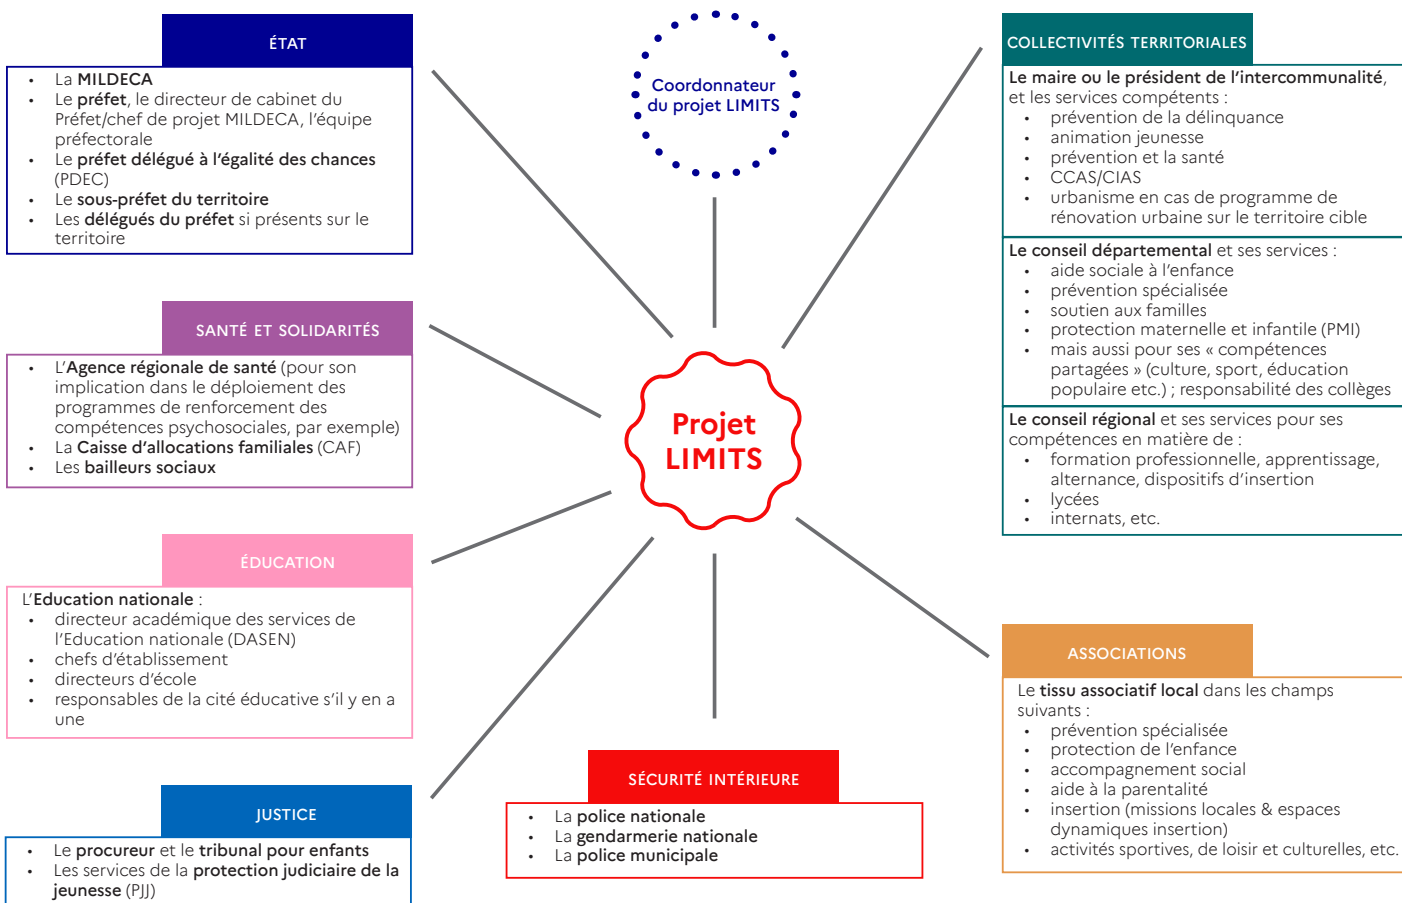 ÉTAT
• La MILDECA
• Le préfet, le directeur de cabinet du
Préfet/chef de projet MILDECA, l'équipe
préfectorale
• Le préfet délégué à l'égalité des chances
(PDEC)
• Le sous-préfet du territoire
• Les délégués du préfet si présents sur le
territoire
SANTÉ ET SOLIDARITÉS
• L'Agence régionale de santé (pour son
implication dans le déploiement des
programmes de renforcement des
compétences psychosociales, par exemple)
• La Caisse d'allocations familiales (CAF)
• Les bailleurs sociaux
ÉDUCATION
L'Education nationale :
• directeur académique des services de
l'Education nationale (DASEN)
• chefs d'établissement
• directeurs d'école
• responsables de la cité éducative s'il y en a
une
JUSTICE
• Le procureur et le tribunal pour enfants
• Les services de la protection judiciaire de la
jeunesse (PJJ)
Coordonnateur
du projet LIMITS
Projet
LIMITS
SÉCURITÉ INTÉRIEURE
• La police nationale
• La gendarmerie nationale
• La police municipale
COLLECTIVITÉS TERRITORIALES
Le maire ou le président de l'intercommunalité,
et les services compétents :
• prévention de la délinquance
• animation jeunesse
• prévention et la santé
• CCAS/CIAS
• urbanisme en cas de programme de
rénovation urbaine sur le territoire cible
Le conseil départemental et ses services :
• aide sociale à l'enfance
• prévention spécialisée
• soutien aux familles
• protection maternelle et infantile (PMI)
• mais aussi pour ses « compétences
partagées » (culture, sport, éducation
populaire etc.) ; responsabilité des collèges
Le conseil régional et ses services pour ses
compétences en matière de :
• formation professionnelle, apprentissage,
alternance, dispositifs d'insertion
• lycées
• internats, etc.
ASSOCIATIONS
Le tissu associatif local dans les champs
suivants :
• prévention spécialisée
• protection de l'enfance
• accompagnement social
• aide à la parentalité
• insertion (missions locales & espaces
dynamiques insertion)
• activités sportives, de loisir et culturelles, etc.